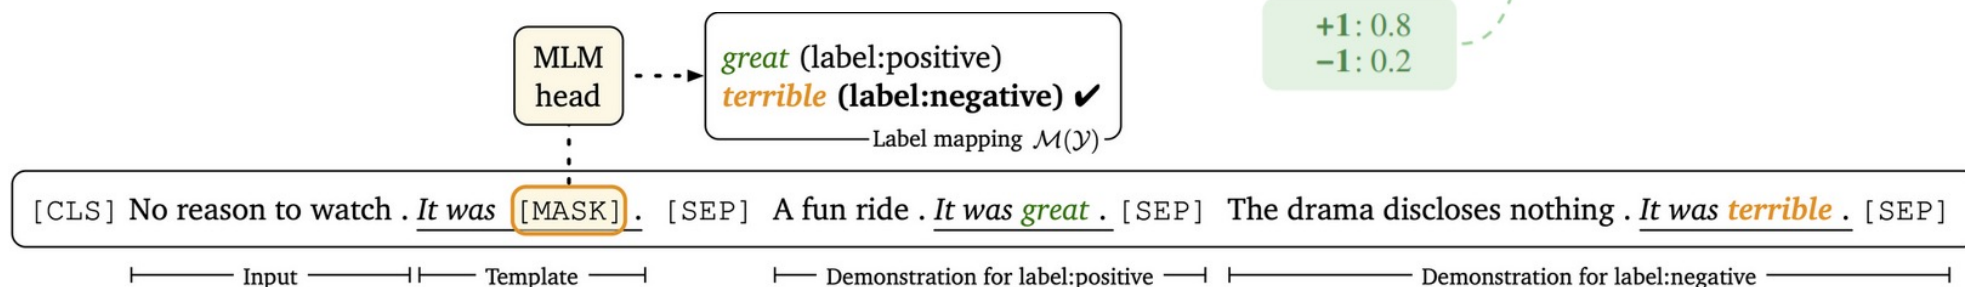 MLM
head
great (label:positive)
terrible (label:negative) ✔
Label mapping ℳ(𝒴)
+1: 0.8
−1: 0.2
[CLS] No reason to watch . It was [MASK] . [SEP] A fun ride . It was great . [SEP] The drama discloses nothing . It was terrible . [SEP]
Input Template Demonstration for label:positive Demonstration for label:negative